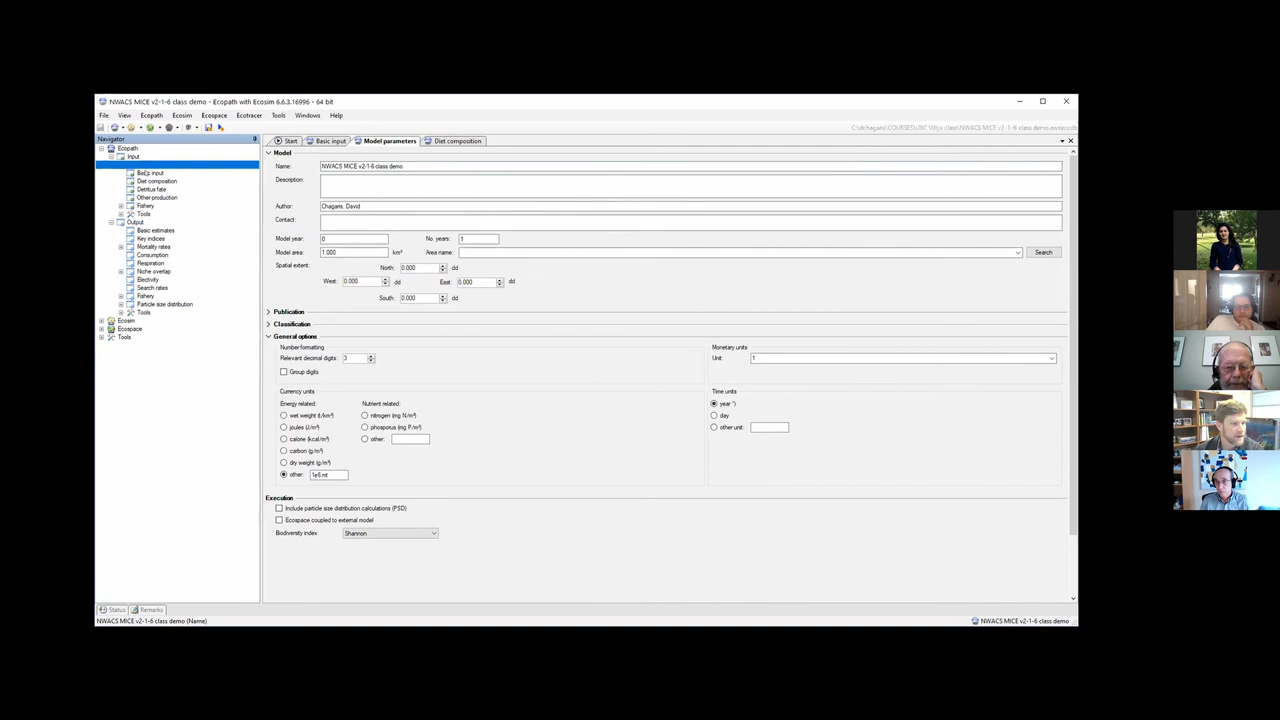 NWACS MICE v2-1-6 class demo - Ecopath with Ecosim 6.6.3.16996 - 64 bit
File View Ecopath Ecosim Ecospace Ecotracer Tools Windows Help
Navigator
Ecopath
Input
Basic input
Diet composition
Detritus fate
Other production
Fishery
Tools
Output
Basic estimates
Key indices
Mortality rates
Consumption
Respiration
Niche overlap
Electivity
Search rates
Fishery
Particle size distribution
Tools
Ecosim
Ecospace
Tools
Start Basic input Model parameters Diet composition
Model
Name: NWACS MICE v2-1-6 class demo
Description:
Author: Chagaris, David
Contact:
Model year: 0 No. years: 1
Model area: 1.000 km² Area name: Search
Spatial extent: North: 0.000 dd
West: 0.000 dd East: 0.000 dd
South: 0.000 dd
Publication
Classification
General options
Number formatting Monetary units
Relevant decimal digits: 3 Unit: 1
Group digits
Currency units Time units
Energy related: Nutrient related: year *)
wet weight (t/km²) nitrogen (mg N/m²) day
joules (J/m²) phosporus (mg P/m²) other unit:
calorie (kcal/m²) other:
carbon (g/m²)
dry weight (g/m²)
other: 1e6 mt
Execution
Include particle size distribution calculations (PSD)
Ecospace coupled to external model
Biodiversity index: Shannon
Status Remarks
NWACS MICE v2-1-6 class demo (Name) NWACS MICE v2-1-6 class demo